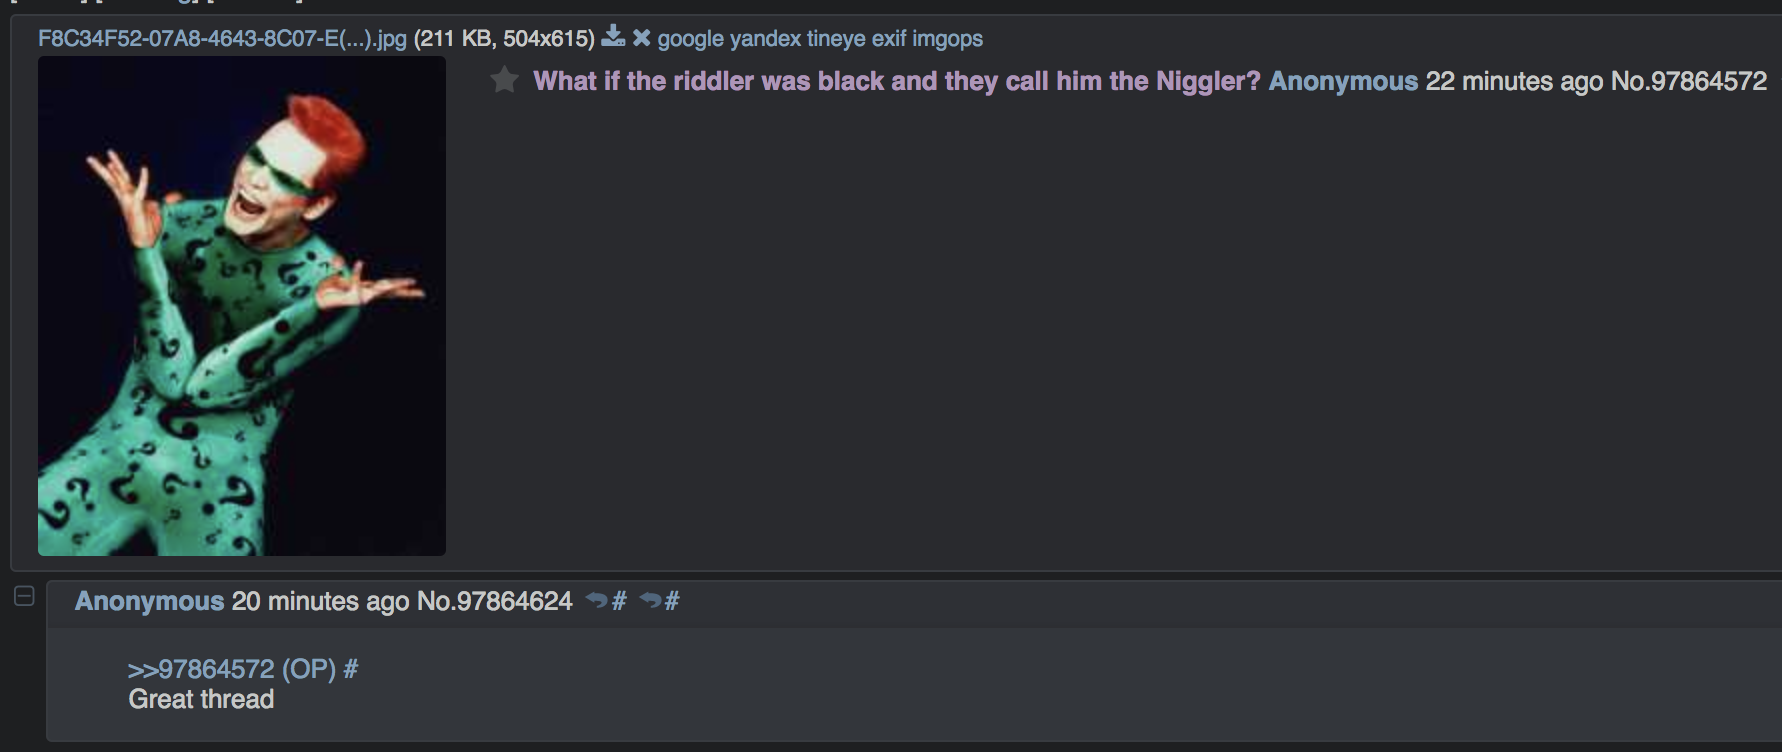 F8C34F52-07A8-4643-8C07-E(...).jpg (211 KB, 504x615) google yandex tineye exif imgops
What if the riddler was black and they call him the Niggler? Anonymous 22 minutes ago No.97864572
Anonymous 20 minutes ago No.97864624 # #
>>97864572 (OP) #
Great thread